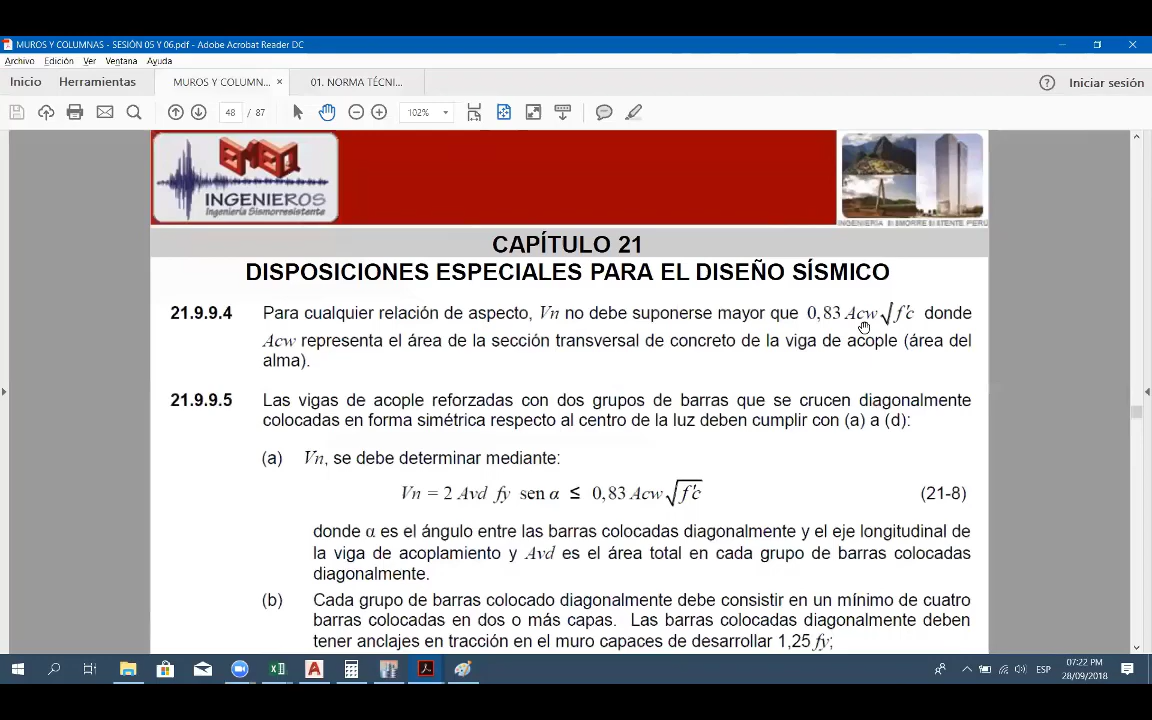 MUROS Y COLUMNAS - SESIÓN 05 Y 06.pdf - Adobe Acrobat Reader DC
Archivo Edición Ver Ventana Ayuda
Inicio Herramientas MUROS Y COLUMN... × 01. NORMA TÉCNI... Iniciar sesión
48 / 87 102%
EMEQ
INGENIEROS
Ingeniería Sismorresistente
INGENIERIA SISMORRESISTENTE PERU
CAPÍTULO 21
DISPOSICIONES ESPECIALES PARA EL DISEÑO SÍSMICO
21.9.9.4 Para cualquier relación de aspecto, Vn no debe suponerse mayor que 0,83 Acw √f'c donde
Acw representa el área de la sección transversal de concreto de la viga de acople (área del
alma).
21.9.9.5 Las vigas de acople reforzadas con dos grupos de barras que se crucen diagonalmente
colocadas en forma simétrica respecto al centro de la luz deben cumplir con (a) a (d):
(a) Vn, se debe determinar mediante:
Vn = 2 Avd fy sen α ≤ 0,83 Acw √f'c (21-8)
donde α es el ángulo entre las barras colocadas diagonalmente y el eje longitudinal de
la viga de acoplamiento y Avd es el área total en cada grupo de barras colocadas
diagonalmente.
(b) Cada grupo de barras colocado diagonalmente debe consistir en un mínimo de cuatro
barras colocadas en dos o más capas. Las barras colocadas diagonalmente deben
tener anclajes en tracción en el muro capaces de desarrollar 1,25 fy;
ESP
07:22 PM
28/09/2018